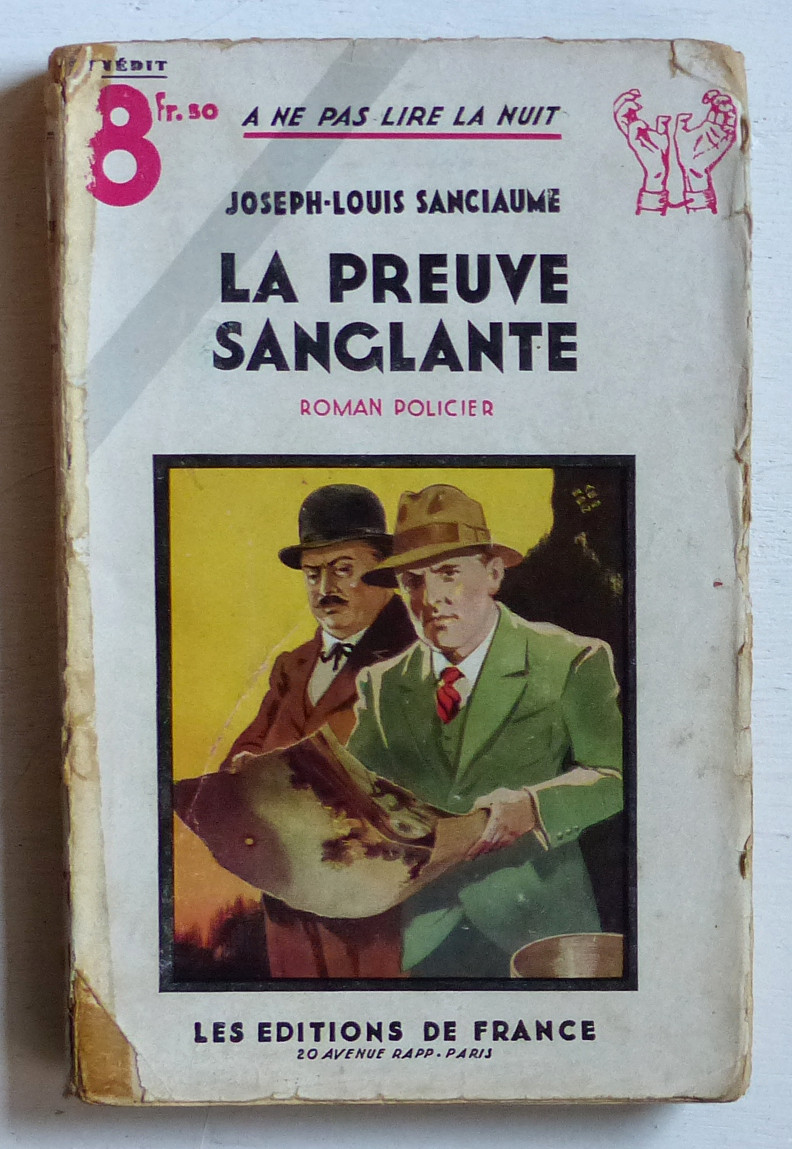 INÉDIT
8 Fr. 50
A NE PAS LIRE LA NUIT
JOSEPH-LOUIS SANCIAUME
LA PREUVE
SANGLANTE
ROMAN POLICIER
LES EDITIONS DE FRANCE
20 AVENUE RAPP - PARIS